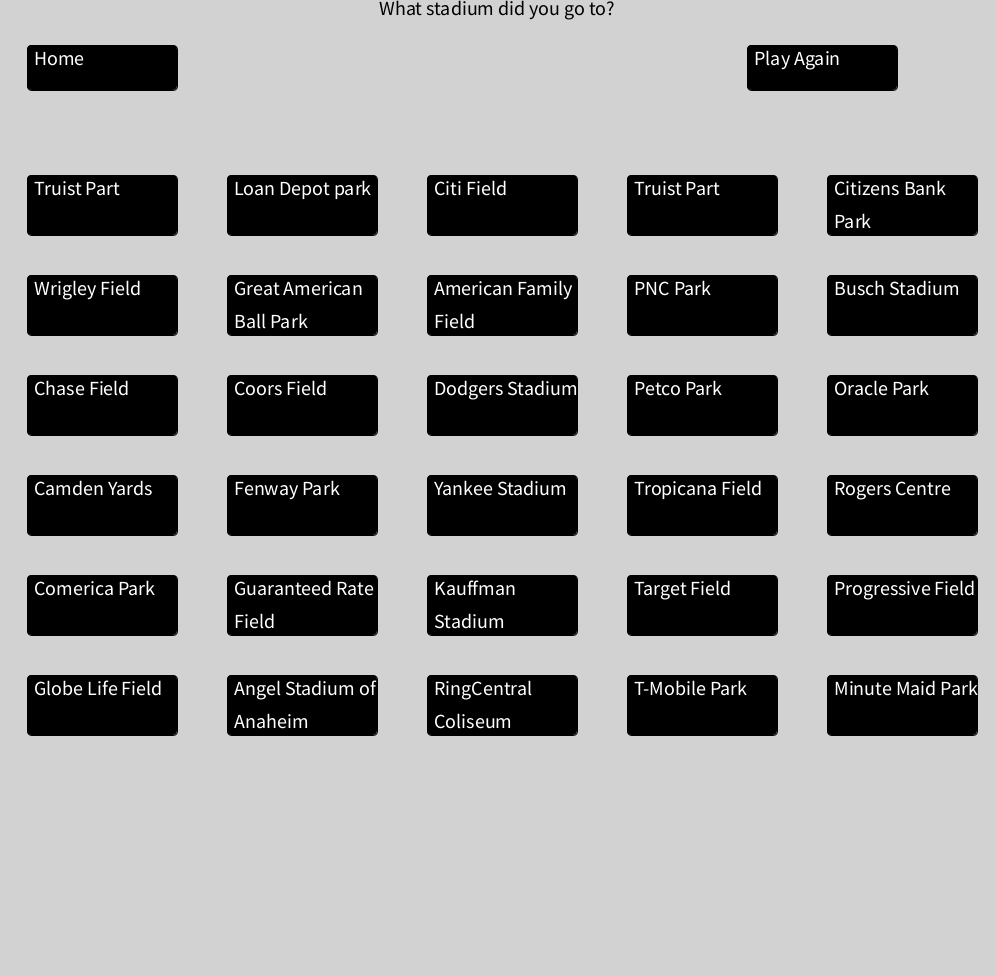 What stadium did you go to?
Home
Play Again
Truist Part
Loan Depot park
Citi Field
Truist Part
Citizens Bank
Park
Wrigley Field
Great American
Ball Park
American Family
Field
PNC Park
Busch Stadium
Chase Field
Coors Field
Dodgers Stadium
Petco Park
Oracle Park
Camden Yards
Fenway Park
Yankee Stadium
Tropicana Field
Rogers Centre
Comerica Park
Guaranteed Rate
Field
Kauffman
Stadium
Target Field
Progressive Field
Globe Life Field
Angel Stadium of
Anaheim
RingCentral
Coliseum
T-Mobile Park
Minute Maid Park